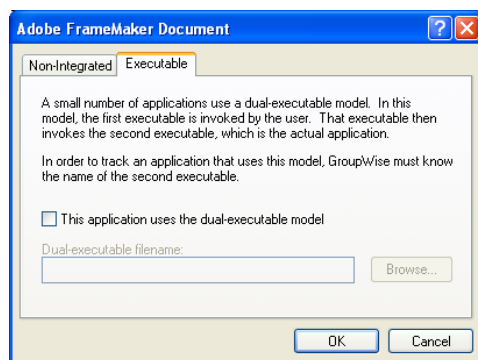 Adobe FrameMaker Document
Non-Integrated Executable
A small number of applications use a dual-executable model. In this
model, the first executable is invoked by the user. That executable then
invokes the second executable, which is the actual application.
In order to track an application that uses this model, GroupWise must know
the name of the second executable.
This application uses the dual-executable model
Dual-executable filename:
Browse...
OK Cancel